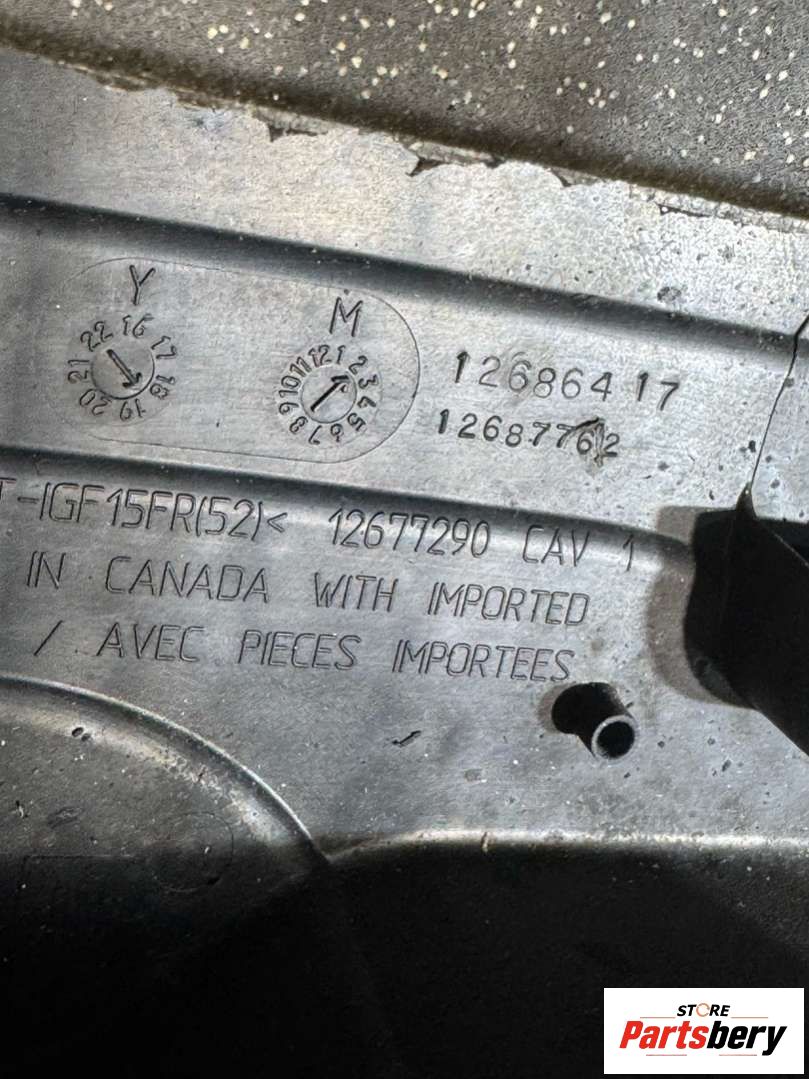 Y
22 16 17 18 19 20 21
M
12 1 2 3 4 5 6 7 8 9 10 11
12686417
12687762
T-IGF15FR(52)< 12677290 CAV 1
IN CANADA WITH IMPORTED
/ AVEC PIECES IMPORTEES
STORE
Partsbery